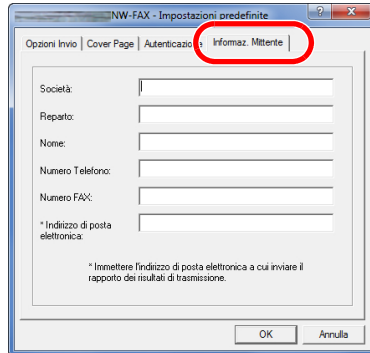 NW-FAX - Impostazioni predefinite
Opzioni Invio Cover Page Autenticazione Informaz. Mittente
Società:
Reparto:
Nome:
Numero Telefono:
Numero FAX:
* Indirizzo di posta
elettronica:
* Immettere l'indirizzo di posta elettronica a cui inviare il
rapporto dei risultati di trasmissione.
OK Annulla